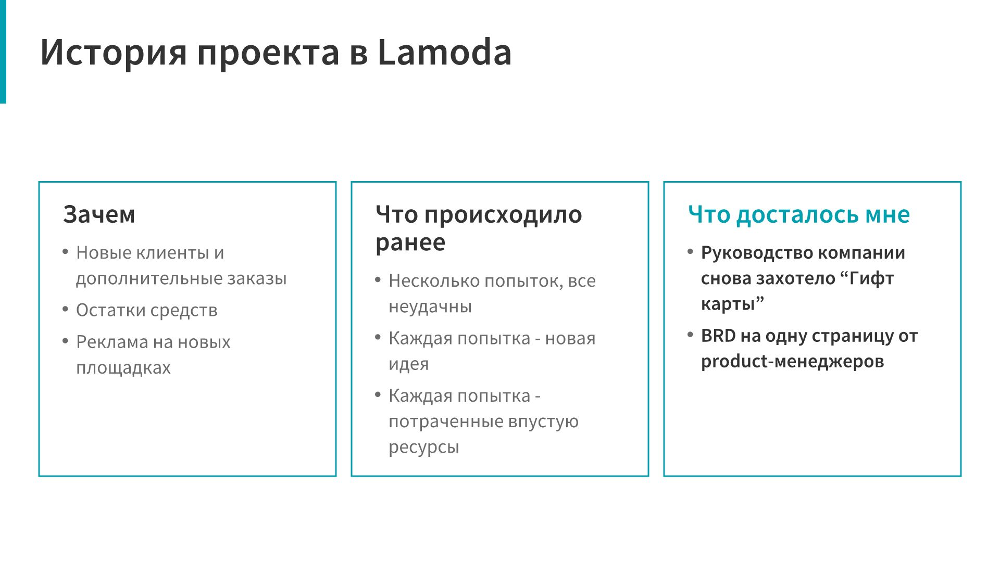 История проекта в Lamoda
Зачем
• Новые клиенты и
дополнительные заказы
• Остатки средств
• Реклама на новых
площадках
Что происходило
ранее
• Несколько попыток, все
неудачны
• Каждая попытка - новая
идея
• Каждая попытка -
потраченные впустую
ресурсы
Что досталось мне
• Руководство компании
снова захотело “Гифт
карты”
• BRD на одну страницу от
product-менеджеров